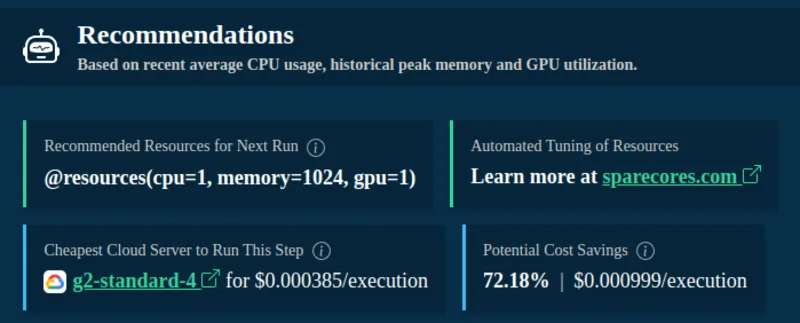 Recommendations
Based on recent average CPU usage, historical peak memory and GPU utilization.
Recommended Resources for Next Run
@resources(cpu=1, memory=1024, gpu=1)
Automated Tuning of Resources
Learn more at sparecores.com
Cheapest Cloud Server to Run This Step
g2-standard-4 for $0.000385/execution
Potential Cost Savings
72.18% | $0.000999/execution